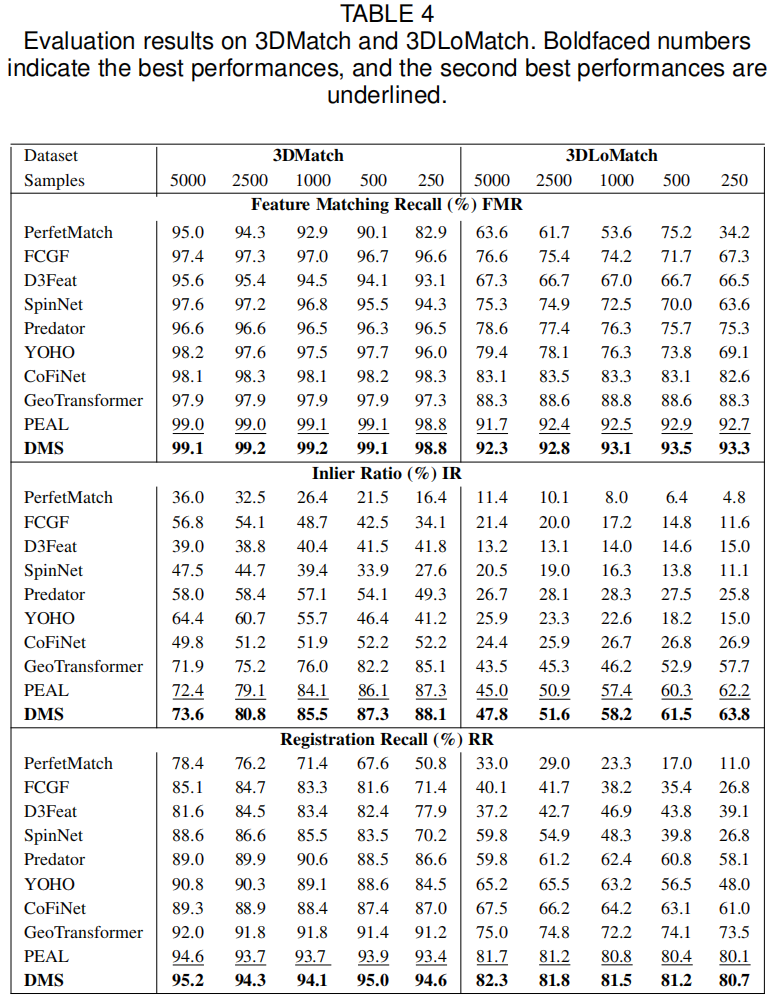 TABLE 4
Evaluation results on 3DMatch and 3DLoMatch. Boldfaced numbers
indicate the best performances, and the second best performances are
underlined.
Dataset 3DMatch 3DLoMatch
Samples 5000 2500 1000 500 250 5000 2500 1000 500 250
Feature Matching Recall (%) FMR
PerfetMatch 95.0 94.3 92.9 90.1 82.9 63.6 61.7 53.6 75.2 34.2
FCGF 97.4 97.3 97.0 96.7 96.6 76.6 75.4 74.2 71.7 67.3
D3Feat 95.6 95.4 94.5 94.1 93.1 67.3 66.7 67.0 66.7 66.5
SpinNet 97.6 97.2 96.8 95.5 94.3 75.3 74.9 72.5 70.0 63.6
Predator 96.6 96.6 96.5 96.3 96.5 78.6 77.4 76.3 75.7 75.3
YOHO 98.2 97.6 97.5 97.7 96.0 79.4 78.1 76.3 73.8 69.1
CoFiNet 98.1 98.3 98.1 98.2 98.3 83.1 83.5 83.3 83.1 82.6
GeoTransformer 97.9 97.9 97.9 97.9 97.3 88.3 88.6 88.8 88.6 88.3
PEAL 99.0 99.0 99.1 99.1 98.8 91.7 92.4 92.5 92.9 92.7
DMS 99.1 99.2 99.2 99.1 98.8 92.3 92.8 93.1 93.5 93.3
Inlier Ratio (%) IR
PerfetMatch 36.0 32.5 26.4 21.5 16.4 11.4 10.1 8.0 6.4 4.8
FCGF 56.8 54.1 48.7 42.5 34.1 21.4 20.0 17.2 14.8 11.6
D3Feat 39.0 38.8 40.4 41.5 41.8 13.2 13.1 14.0 14.6 15.0
SpinNet 47.5 44.7 39.4 33.9 27.6 20.5 19.0 16.3 13.8 11.1
Predator 58.0 58.4 57.1 54.1 49.3 26.7 28.1 28.3 27.5 25.8
YOHO 64.4 60.7 55.7 46.4 41.2 25.9 23.3 22.6 18.2 15.0
CoFiNet 49.8 51.2 51.9 52.2 52.2 24.4 25.9 26.7 26.8 26.9
GeoTransformer 71.9 75.2 76.0 82.2 85.1 43.5 45.3 46.2 52.9 57.7
PEAL 72.4 79.1 84.1 86.1 87.3 45.0 50.9 57.4 60.3 62.2
DMS 73.6 80.8 85.5 87.3 88.1 47.8 51.6 58.2 61.5 63.8
Registration Recall (%) RR
PerfetMatch 78.4 76.2 71.4 67.6 50.8 33.0 29.0 23.3 17.0 11.0
FCGF 85.1 84.7 83.3 81.6 71.4 40.1 41.7 38.2 35.4 26.8
D3Feat 81.6 84.5 83.4 82.4 77.9 37.2 42.7 46.9 43.8 39.1
SpinNet 88.6 86.6 85.5 83.5 70.2 59.8 54.9 48.3 39.8 26.8
Predator 89.0 89.9 90.6 88.5 86.6 59.8 61.2 62.4 60.8 58.1
YOHO 90.8 90.3 89.1 88.6 84.5 65.2 65.5 63.2 56.5 48.0
CoFiNet 89.3 88.9 88.4 87.4 87.0 67.5 66.2 64.2 63.1 61.0
GeoTransformer 92.0 91.8 91.8 91.4 91.2 75.0 74.8 72.2 74.1 73.5
PEAL 94.6 93.7 93.7 93.9 93.4 81.7 81.2 80.8 80.4 80.1
DMS 95.2 94.3 94.1 95.0 94.6 82.3 81.8 81.5 81.2 80.7